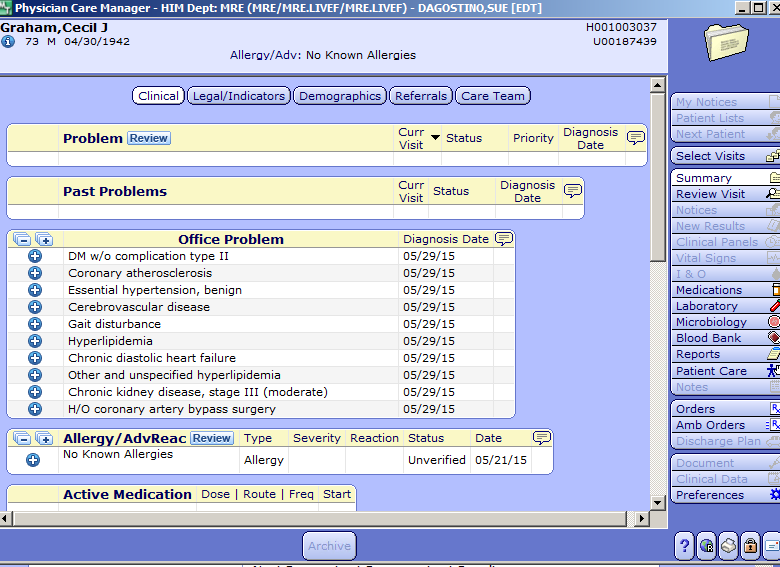 Physician Care Manager - HIM Dept: MRE (MRE/MRE.LIVEF/MRE.LIVEF) - DAGOSTINO,SUE [EDT]
Graham,Cecil J
H001003037
73 M 04/30/1942
U00187439
Allergy/Adv: No Known Allergies
Clinical
Legal/Indicators
Demographics
Referrals
Care Team
Problem Review Curr Visit Status Priority Diagnosis Date
Past Problems Curr Visit Status Diagnosis Date
Office Problem Diagnosis Date
DM w/o complication type II 05/29/15
Coronary atherosclerosis 05/29/15
Essential hypertension, benign 05/29/15
Cerebrovascular disease 05/29/15
Gait disturbance 05/29/15
Hyperlipidemia 05/29/15
Chronic diastolic heart failure 05/29/15
Other and unspecified hyperlipidemia 05/29/15
Chronic kidney disease, stage III (moderate) 05/29/15
H/O coronary artery bypass surgery 05/29/15
Allergy/AdvReac Review Type Severity Reaction Status Date
No Known Allergies Allergy Unverified 05/21/15
Active Medication Dose | Route | Freq Start
Archive
My Notices
Patient Lists
Next Patient
Select Visits
Summary
Review Visit
Notices
New Results
Clinical Panels
Vital Signs
I & O
Medications
Laboratory
Microbiology
Blood Bank
Reports
Patient Care
Notes
Orders
Amb Orders
Discharge Plan
Document
Clinical Data
Preferences